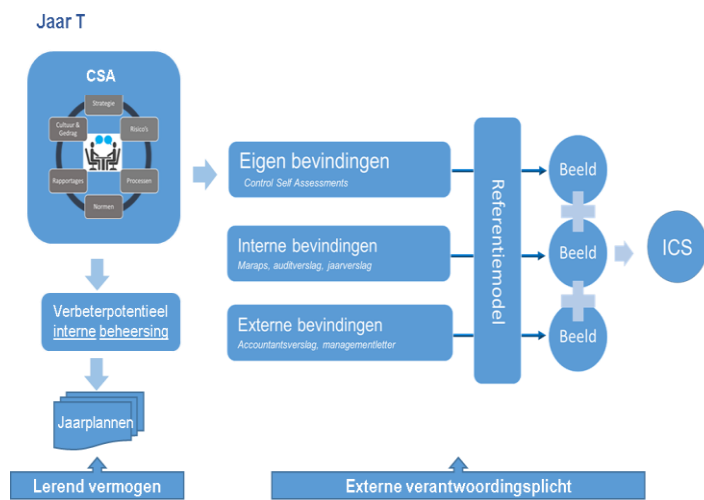 Jaar T
CSA
Strategie
Cultuur &
Gedrag
Risico's
Rapportages
Processen
Normen
Verbeterpotentieel
interne beheersing
Jaarplannen
Lerend vermogen
Eigen bevindingen
Control Self Assessments
Interne bevindingen
Maraps, auditverslag, jaarverslag
Externe bevindingen
Accountantsverslag, managementletter
Referentiemodel
Beeld
Beeld
Beeld
ICS
Externe verantwoordingsplicht